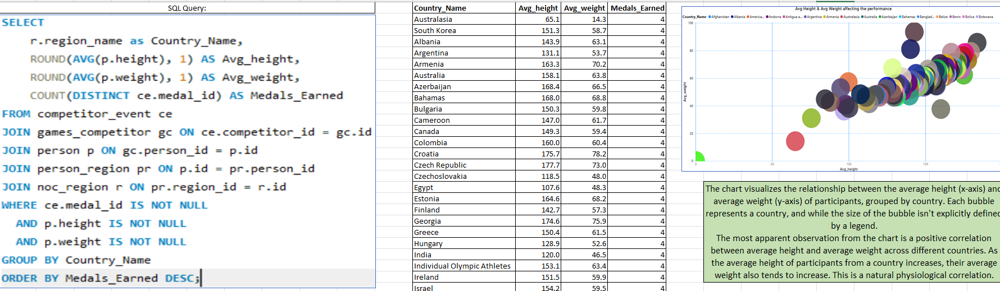 SQL Query:
SELECT
r.region_name as Country_Name,
ROUND(AVG(p.height), 1) AS Avg_height,
ROUND(AVG(p.weight), 1) AS Avg_weight,
COUNT(DISTINCT ce.medal_id) AS Medals_Earned
FROM competitor_event ce
JOIN games_competitor gc ON ce.competitor_id = gc.id
JOIN person p ON gc.person_id = p.id
JOIN person_region pr ON p.id = pr.person_id
JOIN noc_region r ON pr.region_id = r.id
WHERE ce.medal_id IS NOT NULL
AND p.height IS NOT NULL
AND p.weight IS NOT NULL
GROUP BY Country_Name
ORDER BY Medals_Earned DESC;
Country_Name Avg_height Avg_weight Medals_Earned
Australasia 65.1 14.3 4
South Korea 151.3 58.7 4
Albania 143.9 63.1 4
Argentina 131.1 53.7 4
Armenia 163.3 70.2 4
Australia 158.1 63.8 4
Azerbaijan 168.4 66.5 4
Bahamas 168.0 68.8 4
Bulgaria 150.3 59.8 4
Cameroon 147.0 61.7 4
Canada 149.3 59.4 4
Colombia 160.0 60.4 4
Croatia 175.7 78.2 4
Czech Republic 177.7 73.0 4
Czechoslovakia 118.5 48.0 4
Egypt 107.6 48.3 4
Estonia 164.6 68.2 4
Finland 142.7 57.3 4
Georgia 174.6 75.9 4
Greece 150.4 61.5 4
Hungary 128.9 52.6 4
India 120.0 46.5 4
Individual Olympic Athletes 153.1 63.4 4
Ireland 151.5 59.9 4
Israel 154.2 59.5 4
Avg Height & Avg Weight affecting the performance
Country_Name Afghanistan Albania America... Andorra Antigua a... Argentina Armenia Australasia Australia Azerbaijan Bahamas Banglad... Belize Benin Boliva Botswana
100
80
60
40
20
0
Avg_weight
0 50 100 150
Avg_height
The chart visualizes the relationship between the average height (x-axis) and
average weight (y-axis) of participants, grouped by country. Each bubble
represents a country, and while the size of the bubble isn't explicitly defined
by a legend.
The most apparent observation from the chart is a positive correlation
between average height and average weight across different countries. As
the average height of participants from a country increases, their average
weight also tends to increase. This is a natural physiological correlation.